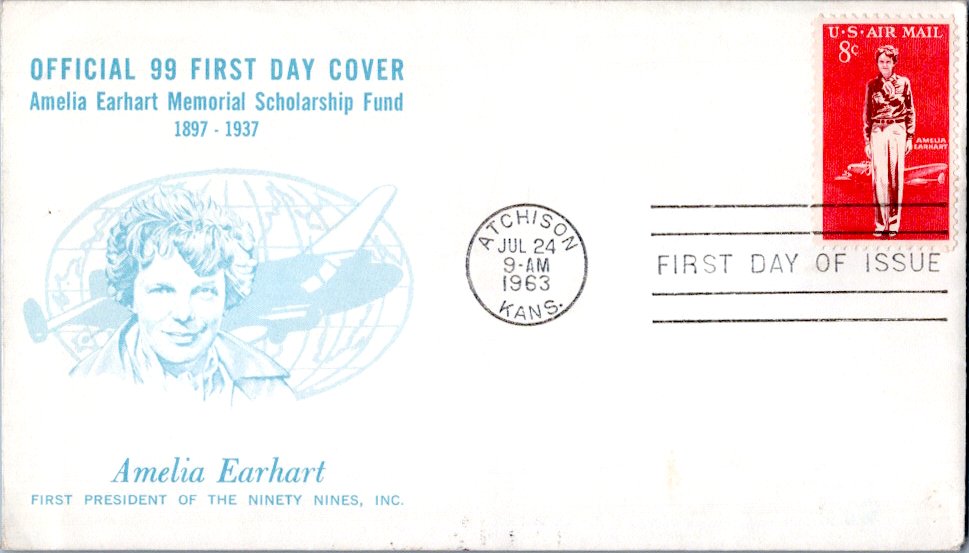 OFFICIAL 99 FIRST DAY COVER
Amelia Earhart Memorial Scholarship Fund
1897 - 1937
U·S·AIR MAIL
8c
AMELIA
EARHART
ATCHISON
JUL 24
9-AM
1963
KANS.
FIRST DAY OF ISSUE
Amelia Earhart
FIRST PRESIDENT OF THE NINETY NINES, INC.